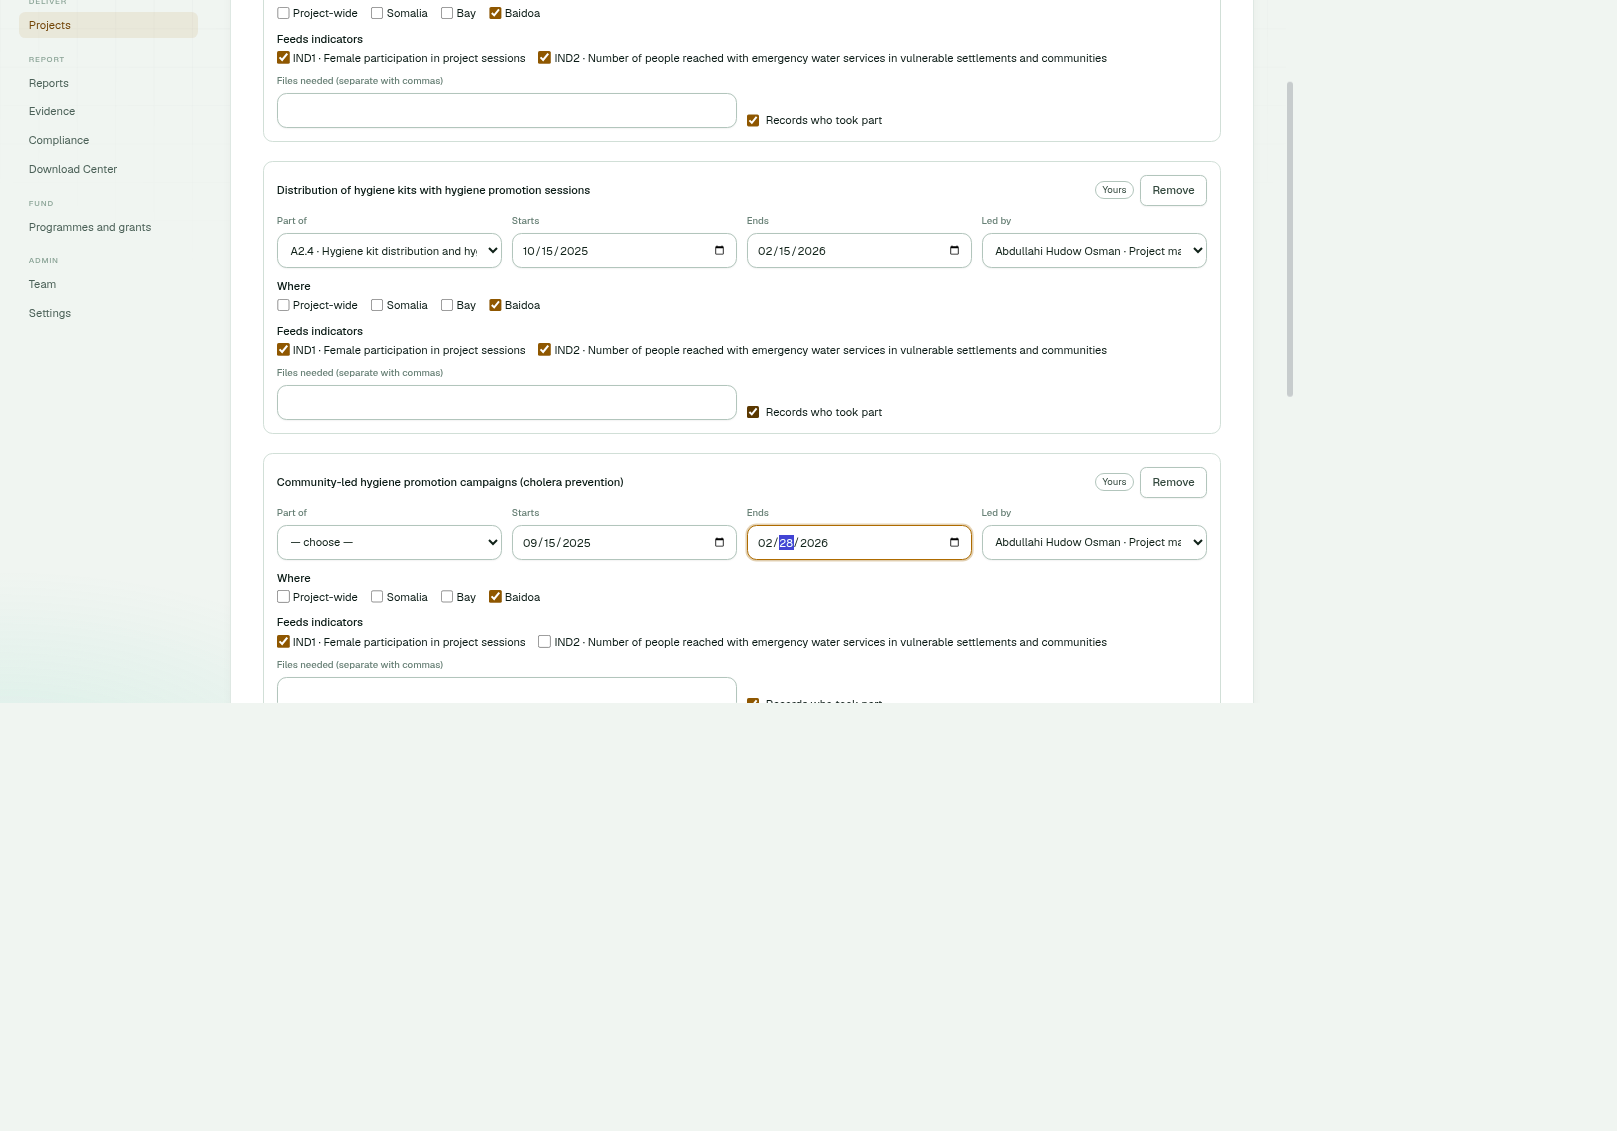 DELIVER
Projects
REPORT
Reports
Evidence
Compliance
Download Center
FUND
Programmes and grants
ADMIN
Team
Settings
Project-wide Somalia Bay Baidoa
Feeds indicators
IND1 · Female participation in project sessions IND2 · Number of people reached with emergency water services in vulnerable settlements and communities
Files needed (separate with commas)
Records who took part
Distribution of hygiene kits with hygiene promotion sessions Yours Remove
Part of Starts Ends Led by
A2.4 · Hygiene kit distribution and hy 10/15/2025 02/15/2026 Abdullahi Hudow Osman · Project ma
Where
Project-wide Somalia Bay Baidoa
Feeds indicators
IND1 · Female participation in project sessions IND2 · Number of people reached with emergency water services in vulnerable settlements and communities
Files needed (separate with commas)
Records who took part
Community-led hygiene promotion campaigns (cholera prevention) Yours Remove
Part of Starts Ends Led by
— choose — 09/15/2025 02/28/2026 Abdullahi Hudow Osman · Project ma
Where
Project-wide Somalia Bay Baidoa
Feeds indicators
IND1 · Female participation in project sessions IND2 · Number of people reached with emergency water services in vulnerable settlements and communities
Files needed (separate with commas)
Records who took part